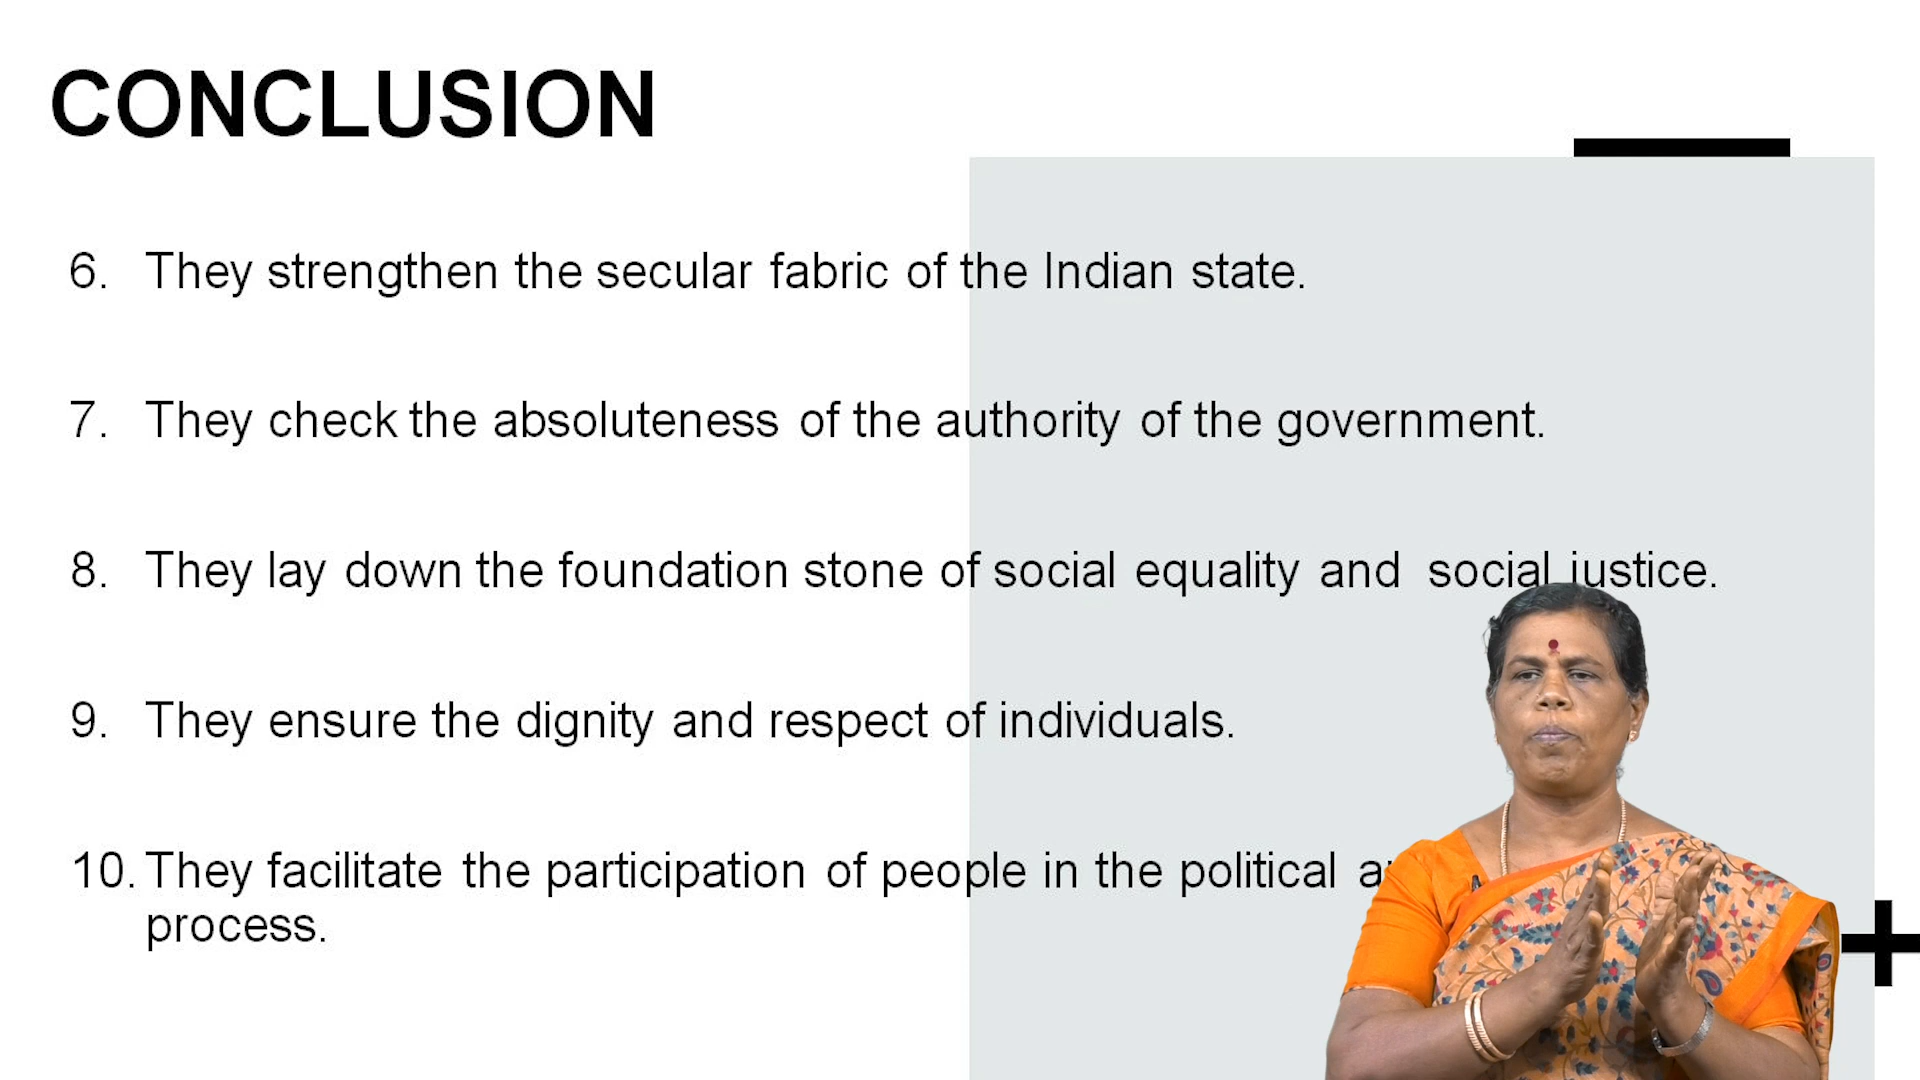 CONCLUSION
6. They strengthen the secular fabric of the Indian state.
7. They check the absoluteness of the authority of the government.
8. They lay down the foundation stone of social equality and social justice.
9. They ensure the dignity and respect of individuals.
10. They facilitate the participation of people in the political
process.